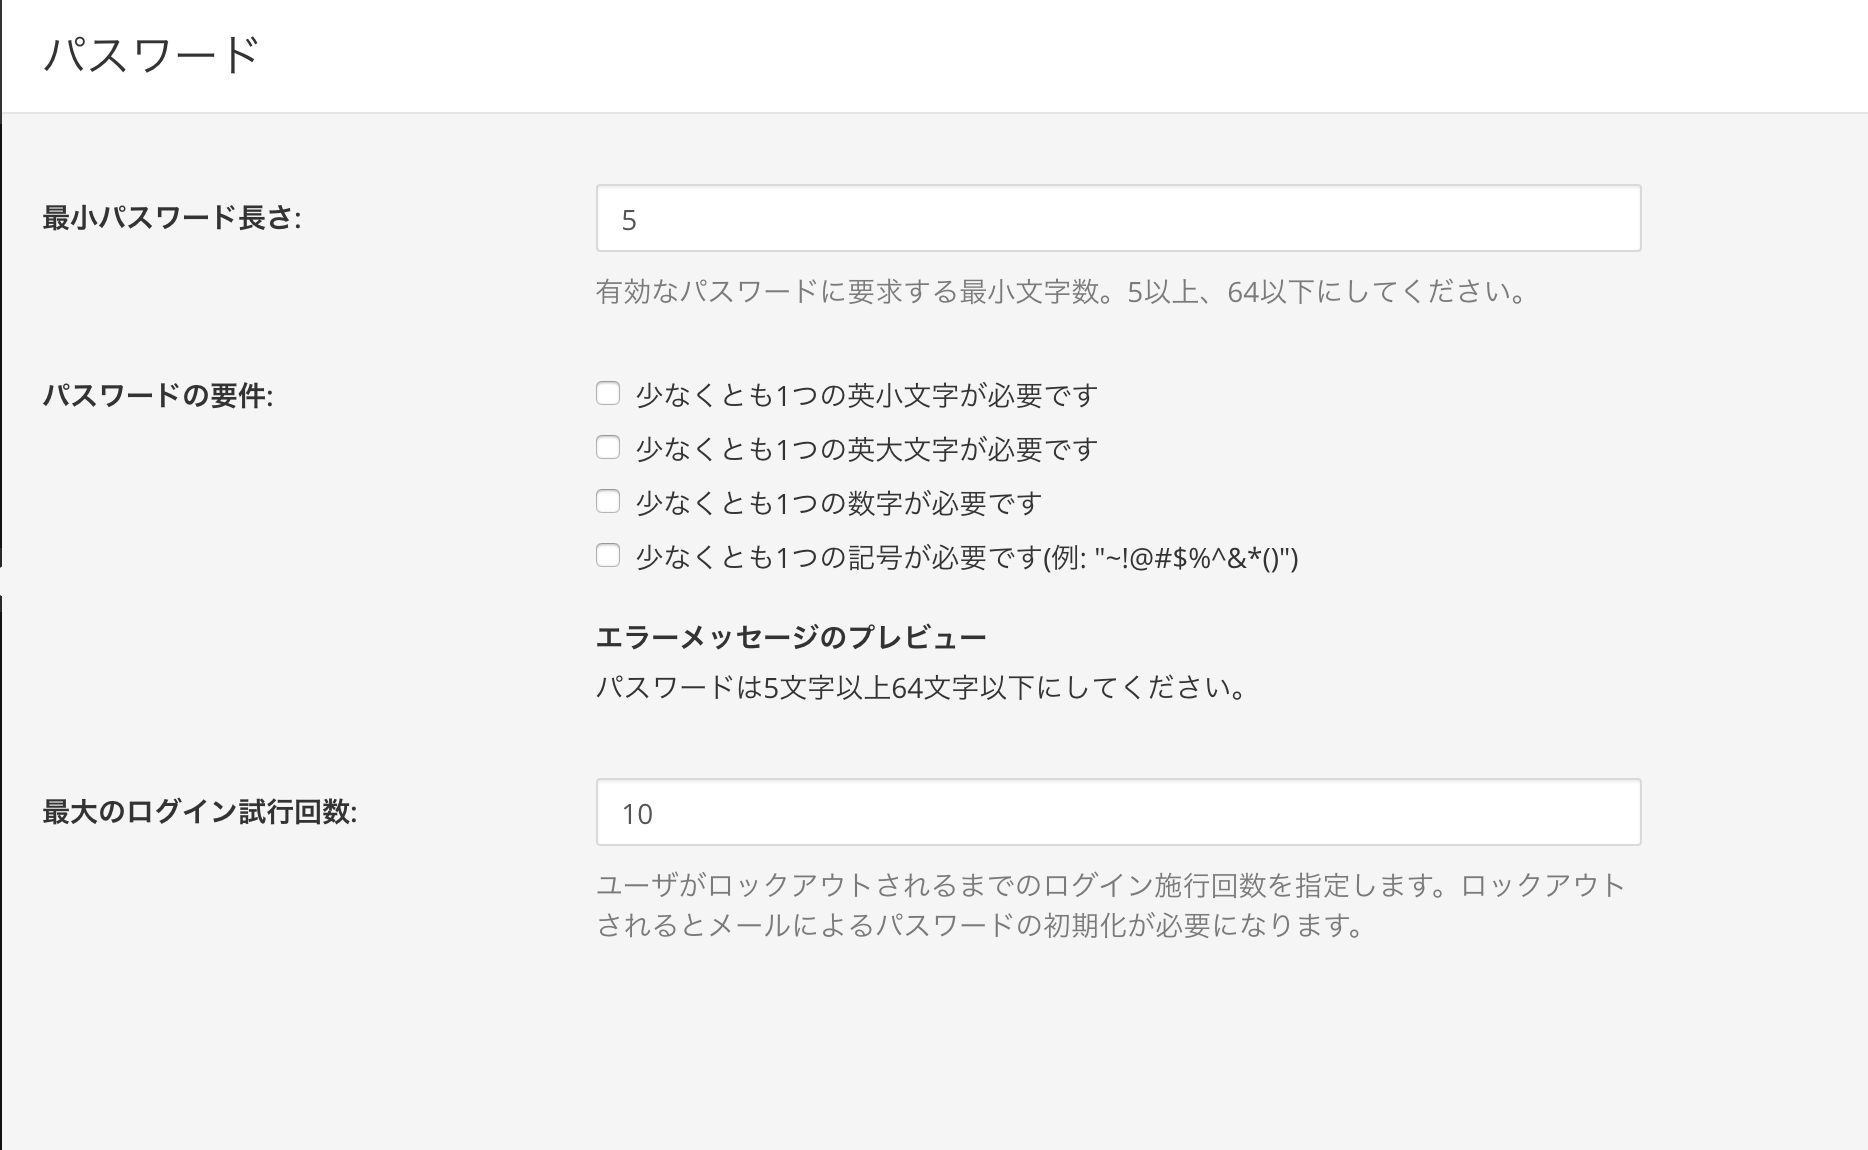 パスワード
最小パスワード長さ:
5
有効なパスワードに要求する最小文字数。5以上、64以下にしてください。
パスワードの要件:
少なくとも1つの英小文字が必要です
少なくとも1つの英大文字が必要です
少なくとも1つの数字が必要です
少なくとも1つの記号が必要です(例: "~!@#$%^&*()")
エラーメッセージのプレビュー
パスワードは5文字以上64文字以下にしてください。
最大のログイン試行回数:
10
ユーザがロックアウトされるまでのログイン施行回数を指定します。ロックアウト
されるとメールによるパスワードの初期化が必要になります。